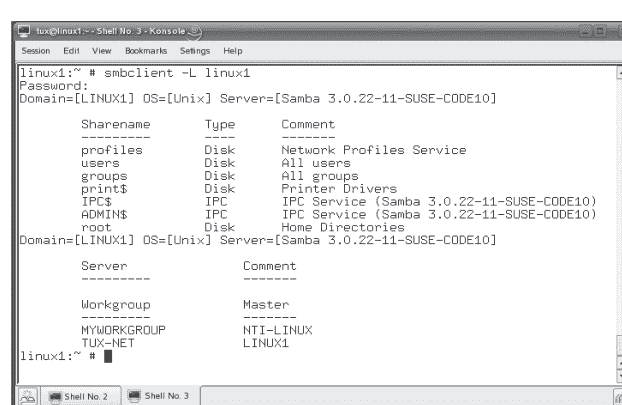 tux@linux1:~ - Shell No. 3 - Konsole
Session Edit View Bookmarks Settings Help
linux1:~ # smbclient -L linux1
Password:
Domain=[LINUX1] OS=[Unix] Server=[Samba 3.0.22-11-SUSE-CODE10]
Sharename Type Comment
--------- ---- -------
profiles Disk Network Profiles Service
users Disk All users
groups Disk All groups
print$ Disk Printer Drivers
IPC$ IPC IPC Service (Samba 3.0.22-11-SUSE-CODE10)
ADMIN$ IPC IPC Service (Samba 3.0.22-11-SUSE-CODE10)
root Disk Home Directories
Domain=[LINUX1] OS=[Unix] Server=[Samba 3.0.22-11-SUSE-CODE10]
Server Comment
--------- -------
Workgroup Master
--------- -------
MYWORKGROUP NTI-LINUX
TUX-NET LINUX1
linux1:~ #
Shell No. 2 Shell No. 3